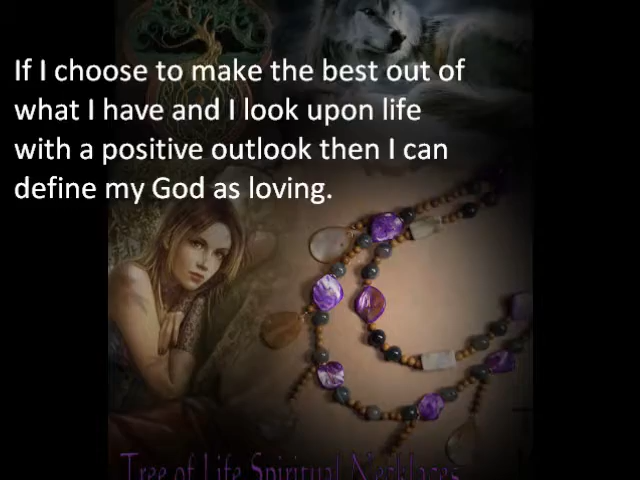 If I choose to make the best out of
what I have and I look upon life
with a positive outlook then I can
define my God as loving.
Tree of Life Spiritual Necklaces